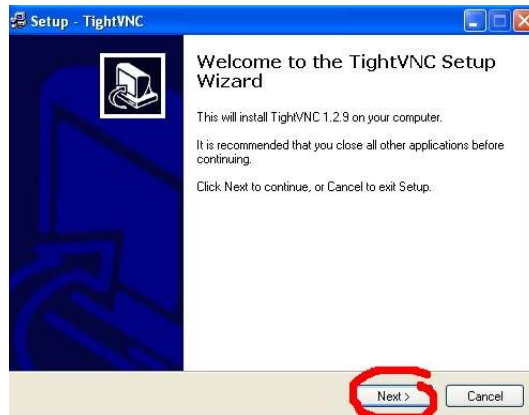 Setup - TightVNC
Welcome to the TightVNC Setup
Wizard
This will install TightVNC 1.2.9 on your computer.
It is recommended that you close all other applications before
continuing.
Click Next to continue, or Cancel to exit Setup.
Next >
Cancel